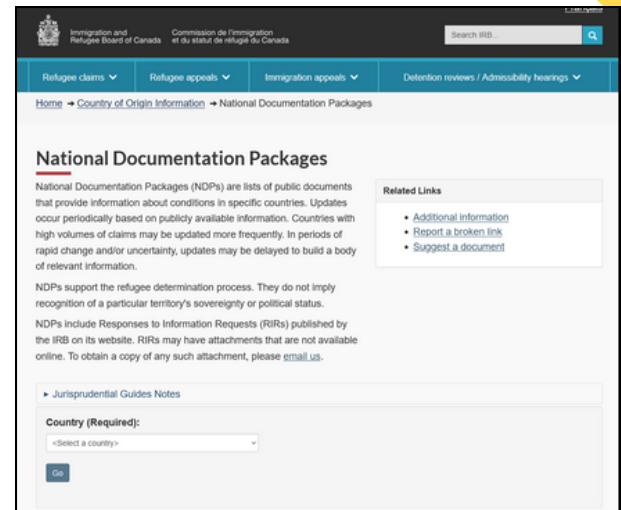 Français
Immigration and Commission de l'immigration
Refugee Board of Canada et du statut de réfugié du Canada
Search IRB...
Refugee claims Refugee appeals Immigration appeals Detention reviews / Admissibility hearings
Home → Country of Origin Information → National Documentation Packages
National Documentation Packages
National Documentation Packages (NDPs) are lists of public documents
that provide information about conditions in specific countries. Updates
occur periodically based on publicly available information. Countries with
high volumes of claims may be updated more frequently. In periods of
rapid change and/or uncertainty, updates may be delayed to build a body
of relevant information.
NDPs support the refugee determination process. They do not imply
recognition of a particular territory's sovereignty or political status.
NDPs include Responses to Information Requests (RIRs) published by
the IRB on its website. RIRs may have attachments that are not available
online. To obtain a copy of any such attachment, please email us.
Related Links
• Additional information
• Report a broken link
• Suggest a document
▸ Jurisprudential Guides Notes
Country (Required):
<Select a country>
Go